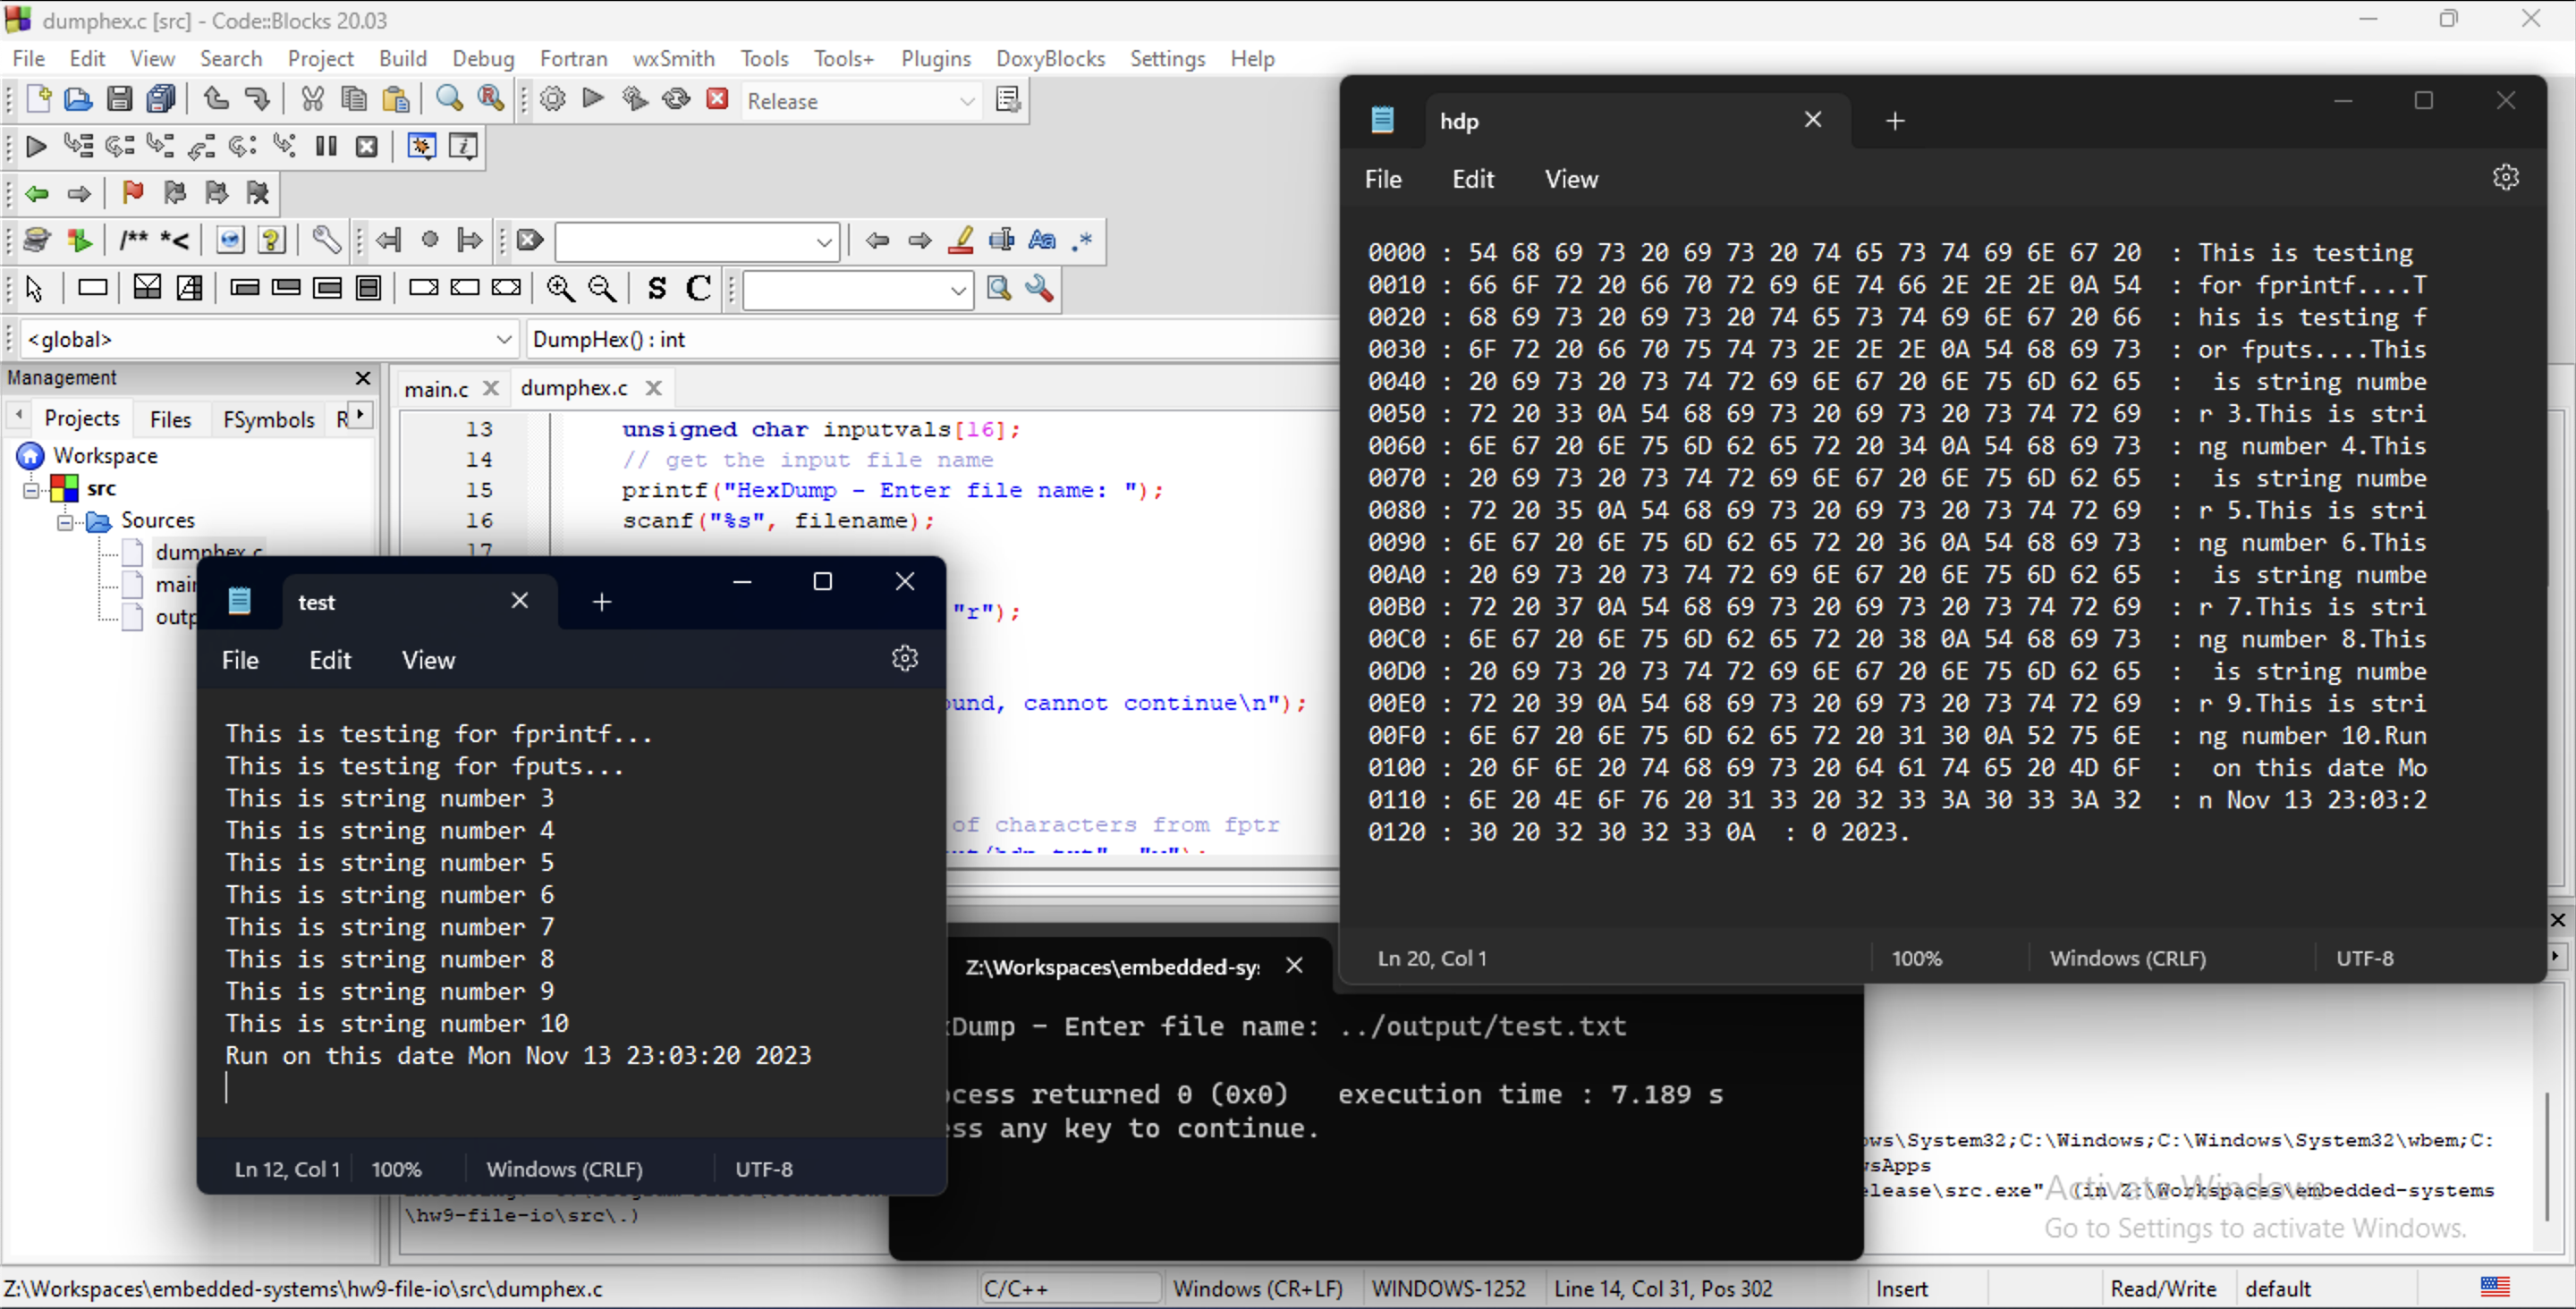 dumphex.c [src] - Code::Blocks 20.03
File Edit View Search Project Build Debug Fortran wxSmith Tools Tools+ Plugins DoxyBlocks Settings Help
Release
/** *<
Aa .*
S C
<global>
DumpHex() : int
Management
Projects Files FSymbols R
Workspace
src
Sources
dumphex.c
main
outp
main.c
dumphex.c
13 unsigned char inputvals[16];
14 // get the input file name
15 printf("HexDump - Enter file name: ");
16 scanf("%s", filename);
17
"r");
ound, cannot continue\n");
of characters from fptr
test
File Edit View
This is testing for fprintf...
This is testing for fputs...
This is string number 3
This is string number 4
This is string number 5
This is string number 6
This is string number 7
This is string number 8
This is string number 9
This is string number 10
Run on this date Mon Nov 13 23:03:20 2023
Ln 12, Col 1 100% Windows (CRLF) UTF-8
hdp
File Edit View
0000 : 54 68 69 73 20 69 73 20 74 65 73 74 69 6E 67 20 : This is testing
0010 : 66 6F 72 20 66 70 72 69 6E 74 66 2E 2E 2E 0A 54 : for fprintf....T
0020 : 68 69 73 20 69 73 20 74 65 73 74 69 6E 67 20 66 : his is testing f
0030 : 6F 72 20 66 70 75 74 73 2E 2E 2E 0A 54 68 69 73 : or fputs....This
0040 : 20 69 73 20 73 74 72 69 6E 67 20 6E 75 6D 62 65 :  is string numbe
0050 : 72 20 33 0A 54 68 69 73 20 69 73 20 73 74 72 69 : r 3.This is stri
0060 : 6E 67 20 6E 75 6D 62 65 72 20 34 0A 54 68 69 73 : ng number 4.This
0070 : 20 69 73 20 73 74 72 69 6E 67 20 6E 75 6D 62 65 :  is string numbe
0080 : 72 20 35 0A 54 68 69 73 20 69 73 20 73 74 72 69 : r 5.This is stri
0090 : 6E 67 20 6E 75 6D 62 65 72 20 36 0A 54 68 69 73 : ng number 6.This
00A0 : 20 69 73 20 73 74 72 69 6E 67 20 6E 75 6D 62 65 :  is string numbe
00B0 : 72 20 37 0A 54 68 69 73 20 69 73 20 73 74 72 69 : r 7.This is stri
00C0 : 6E 67 20 6E 75 6D 62 65 72 20 38 0A 54 68 69 73 : ng number 8.This
00D0 : 20 69 73 20 73 74 72 69 6E 67 20 6E 75 6D 62 65 :  is string numbe
00E0 : 72 20 39 0A 54 68 69 73 20 69 73 20 73 74 72 69 : r 9.This is stri
00F0 : 6E 67 20 6E 75 6D 62 65 72 20 31 30 0A 52 75 6E : ng number 10.Run
0100 : 20 6F 6E 20 74 68 69 73 20 64 61 74 65 20 4D 6F :  on this date Mo
0110 : 6E 20 4E 6F 76 20 31 33 20 32 33 3A 30 33 3A 32 : n Nov 13 23:03:2
0120 : 30 20 32 30 32 33 0A : 0 2023.
Ln 20, Col 1 100% Windows (CRLF) UTF-8
Z:\Workspaces\embedded-sy
xDump - Enter file name: ../output/test.txt
ocess returned 0 (0x0) execution time : 7.189 s
ess any key to continue.
ows\System32;C:\Windows;C:\Windows\System32\wbem;C:
wsApps
elease\src.exe" (in Z:\Workspaces\embedded-systems
\hw9-file-io\src\.)
Activate Windows
Go to Settings to activate Windows.
Z:\Workspaces\embedded-systems\hw9-file-io\src\dumphex.c C/C++ Windows (CR+LF) WINDOWS-1252 Line 14, Col 31, Pos 302 Insert Read/Write default